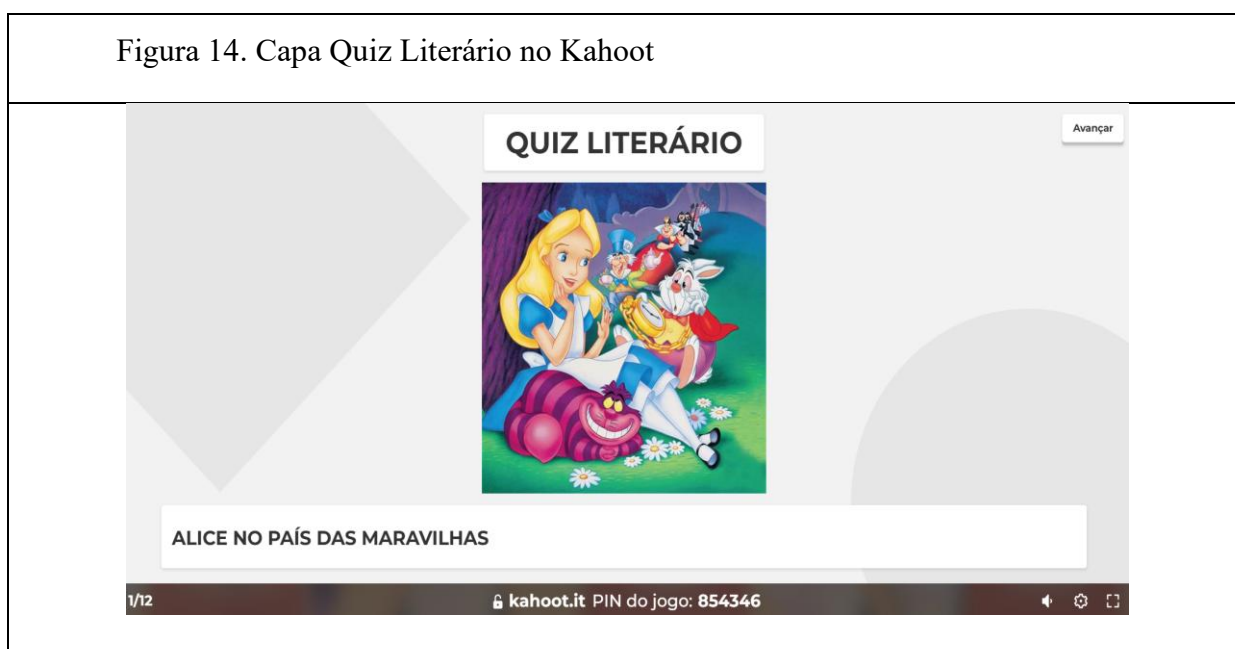 Figura 14. Capa Quiz Literário no Kahoot
QUIZ LITERÁRIO
Avançar
ALICE NO PAÍS DAS MARAVILHAS
1/12
kahoot.it PIN do jogo: 854346